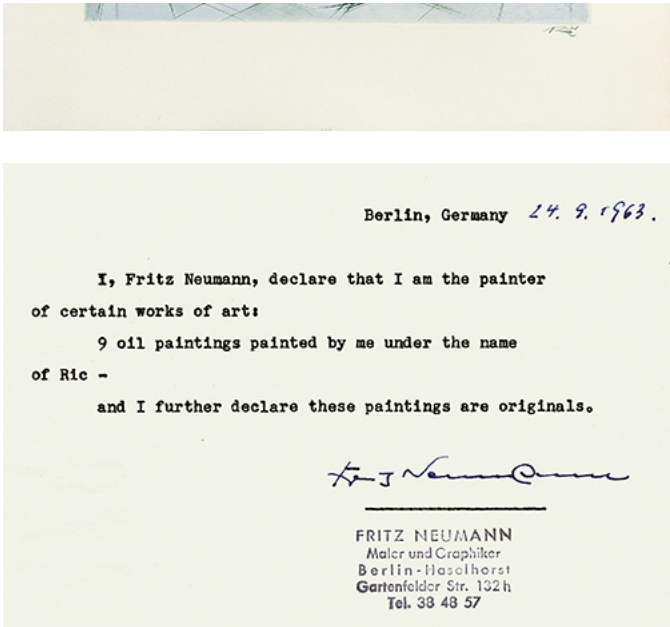 Berlin, Germany 24. 9. 1963.
I, Fritz Neumann, declare that I am the painter
of certain works of art:
9 oil paintings painted by me under the name
of Ric -
and I further declare these paintings are originals.
Fritz Neumann
FRITZ NEUMANN
Maler und Graphiker
Berlin-Haselhorst
Gartenfelder Str. 132h
Tel. 38 48 57